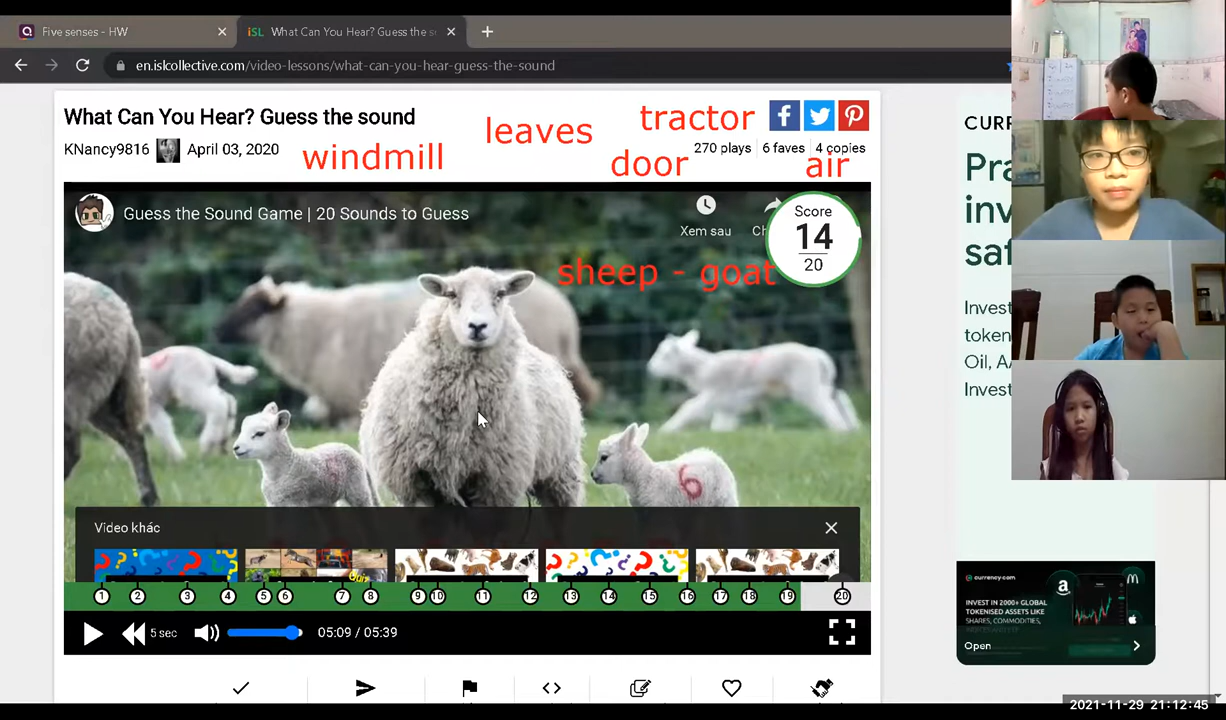 Five senses - HW
iSL What Can You Hear? Guess the s
en.islcollective.com/video-lessons/what-can-you-hear-guess-the-sound
What Can You Hear? Guess the sound
KNancy9816 April 03, 2020
windmill
leaves
tractor
door
air
270 plays 6 faves 4 copies
Guess the Sound Game | 20 Sounds to Guess
Xem sau
Score
14
20
sheep - goat
6
Video khác
Quiz
1 2 3 4 5 6 7 8 9 10 11 12 13 14 15 16 17 18 19 20
5 sec
05:09 / 05:39
CURR
Pra
inv
saf
Invest
token
Oil, A
Invest
currency.com
INVEST IN 2000+ GLOBAL
TOKENISED ASSETS LIKE
SHARES, COMMODITIES,
Open
2021-11-29 21:12:45